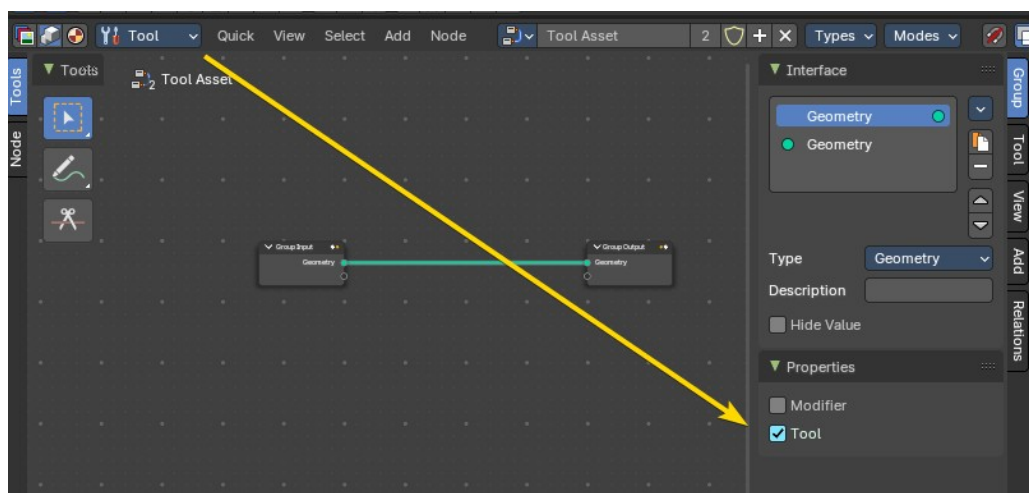 Tool Quick View Select Add Node Tool Asset 2 Types Modes
Tools
Node
Tools
2 Tool Asset
Group Input
Geometry
Group Output
Geometry
Interface
Geometry
Geometry
Type Geometry
Description
Hide Value
Properties
Modifier
Tool
Group
Tool
View
Add
Relations